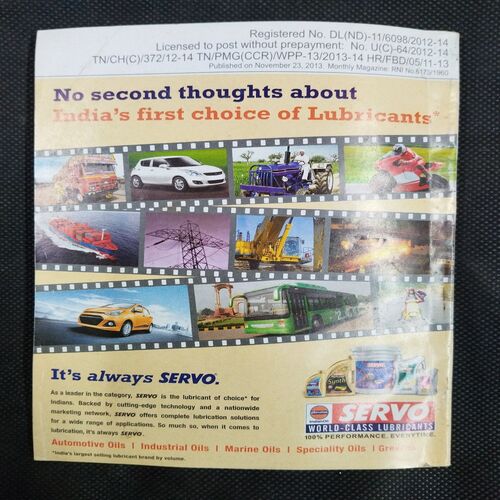 Registered No. DL(ND)-11/6098/2012-14
Licensed to post without prepayment: No. U(C)-64/2012-14
TN/CH(C)/372/12-14 TN/PMG(CCR)/WPP-13/2013-14 HR/FBD/05/11-13
Published on November 23, 2013 Monthly Magazine: RNI No.6175/1960
No second thoughts about
India's first choice of Lubricants*
It's always SERVO.
As a leader in the category, SERVO is the lubricant of choice* for
Indians. Backed by cutting-edge technology and a nationwide
marketing network, SERVO offers complete lubrication solutions
for a wide range of applications. So much so, when it comes to
lubrication, it's always SERVO.
IndianOil
SERVO
WORLD-CLASS LUBRICANTS
100% PERFORMANCE. EVERYTIME.
Automotive Oils | Industrial Oils | Marine Oils | Speciality Oils | Greases
*India's largest selling lubricant brand by volume.